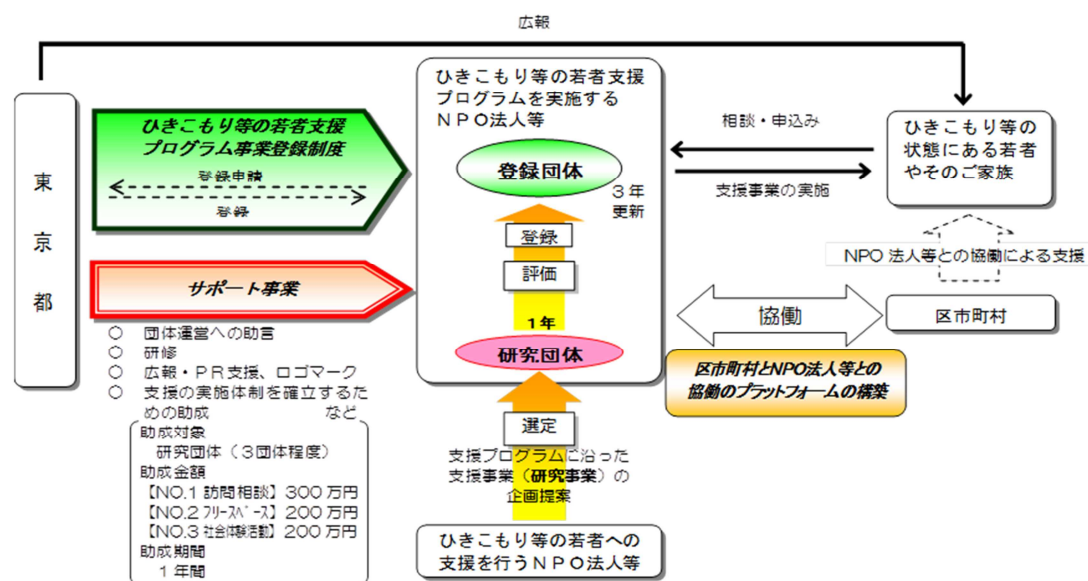 広報
東京都
ひきこもり等の若者支援
プログラム事業登録制度
登録申請
登録
サポート事業
○ 団体運営への助言
○ 研修
○ 広報・PR支援、ロゴマーク
○ 支援の実施体制を確立するた
めの助成 など
助成対象
研究団体（３団体程度）
助成金額
【NO.1 訪問相談】300万円
【NO.2 フリースペース】200万円
【NO.3 社会体験活動】200万円
助成期間
１年間
ひきこもり等の若者支援
プログラムを実施する
ＮＰＯ法人等
登録団体
３年
更新
登録
評価
１年
研究団体
選定
支援プログラムに沿った
支援事業（研究事業）の
企画提案
ひきこもり等の若者への
支援を行うＮＰＯ法人等
相談・申込み
支援事業の実施
ひきこもり等の
状態にある若者
やそのご家族
NPO 法人等との協働による支援
協働
区市町村
区市町村とNPO法人等との
協働のプラットフォームの構築